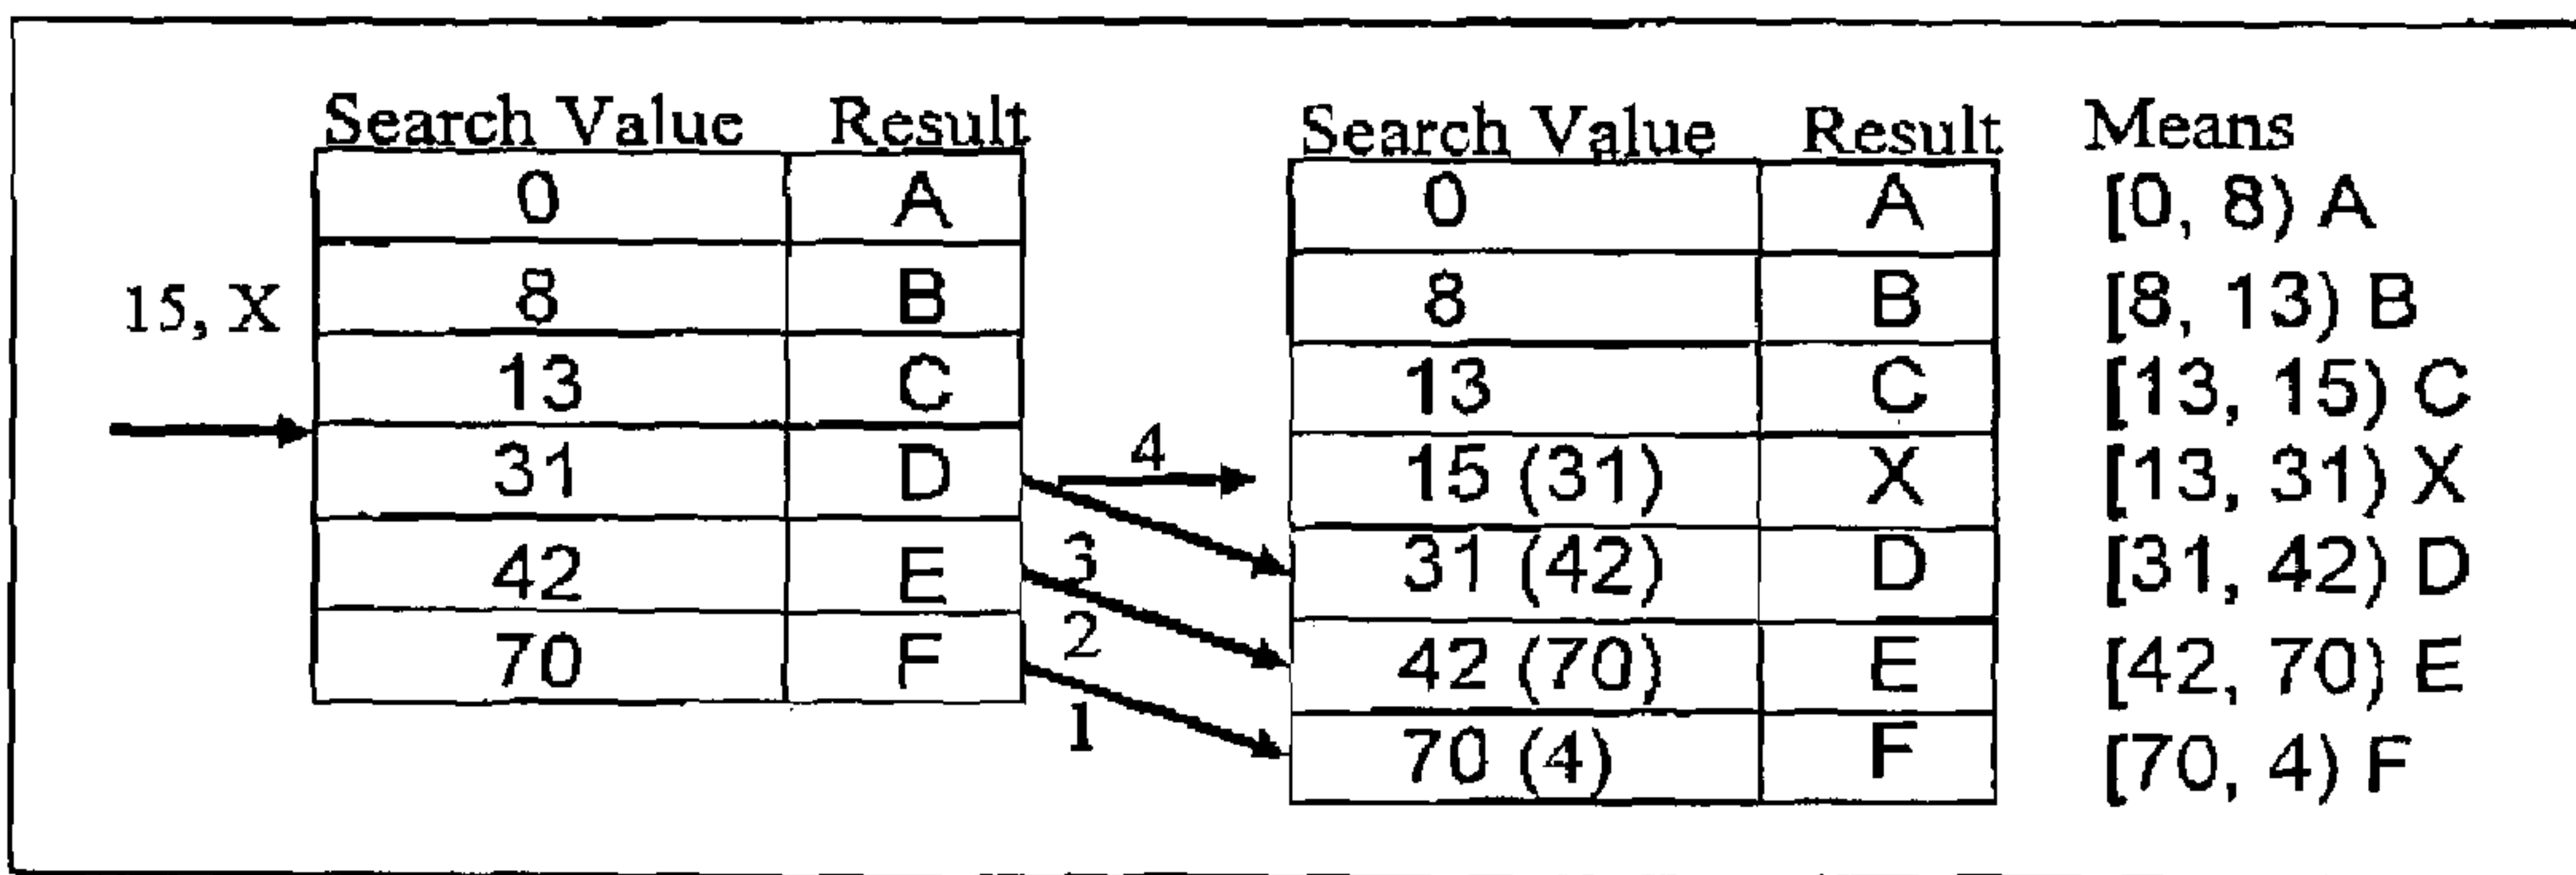 Search Value Result Search Value Result Means
0 A 0 A [0, 8) A
15, X 8 B 8 B [8, 13) B
13 C 13 C [13, 15) C
31 D 4 15 (31) X [13, 31) X
42 E 3 31 (42) D [31, 42) D
70 F 2 42 (70) E [42, 70) E
1 70 (4) F [70, 4) F